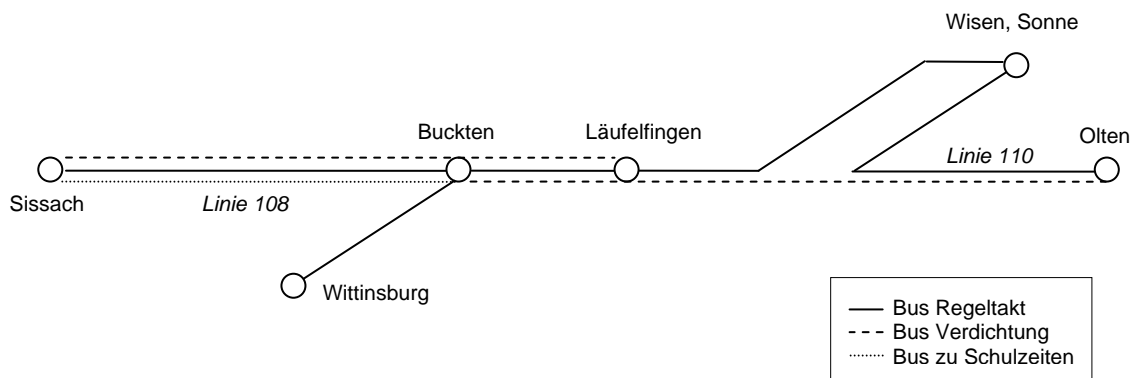 Wisen, Sonne
Buckten
Läufelfingen
Olten
Linie 110
Sissach
Linie 108
Wittinsburg
Bus Regeltakt
Bus Verdichtung
Bus zu Schulzeiten